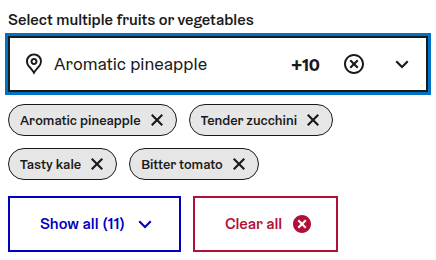 Select multiple fruits or vegetables
Aromatic pineapple +10
Aromatic pineapple Tender zucchini
Tasty kale Bitter tomato
Show all (11) Clear all